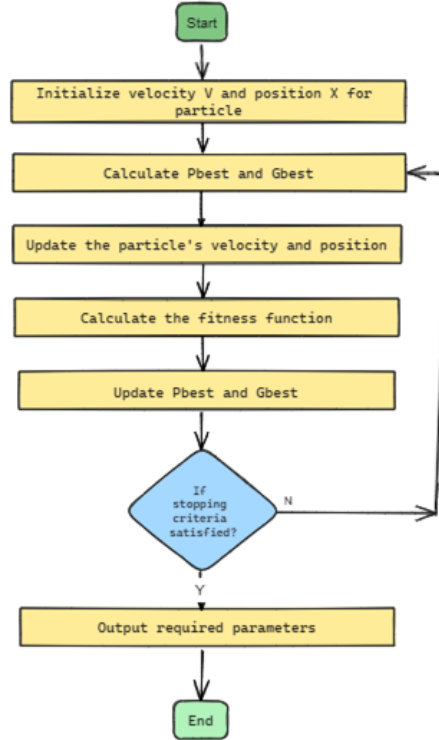 Start
Initialize velocity V and position X for
particle
Calculate Pbest and Gbest
Update the particle's velocity and position
Calculate the fitness function
Update Pbest and Gbest
If
stopping
criteria
satisfied?
N
Y
Output required parameters
End